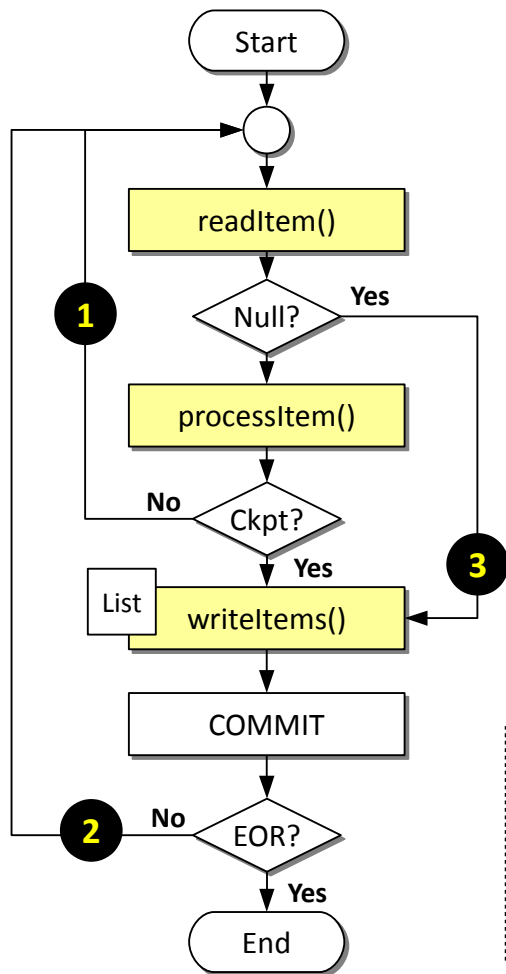 Start
readItem()
Null?
Yes
1
processItem()
No
Ckpt?
Yes
3
List
writeItems()
COMMIT
2
No
EOR?
Yes
End